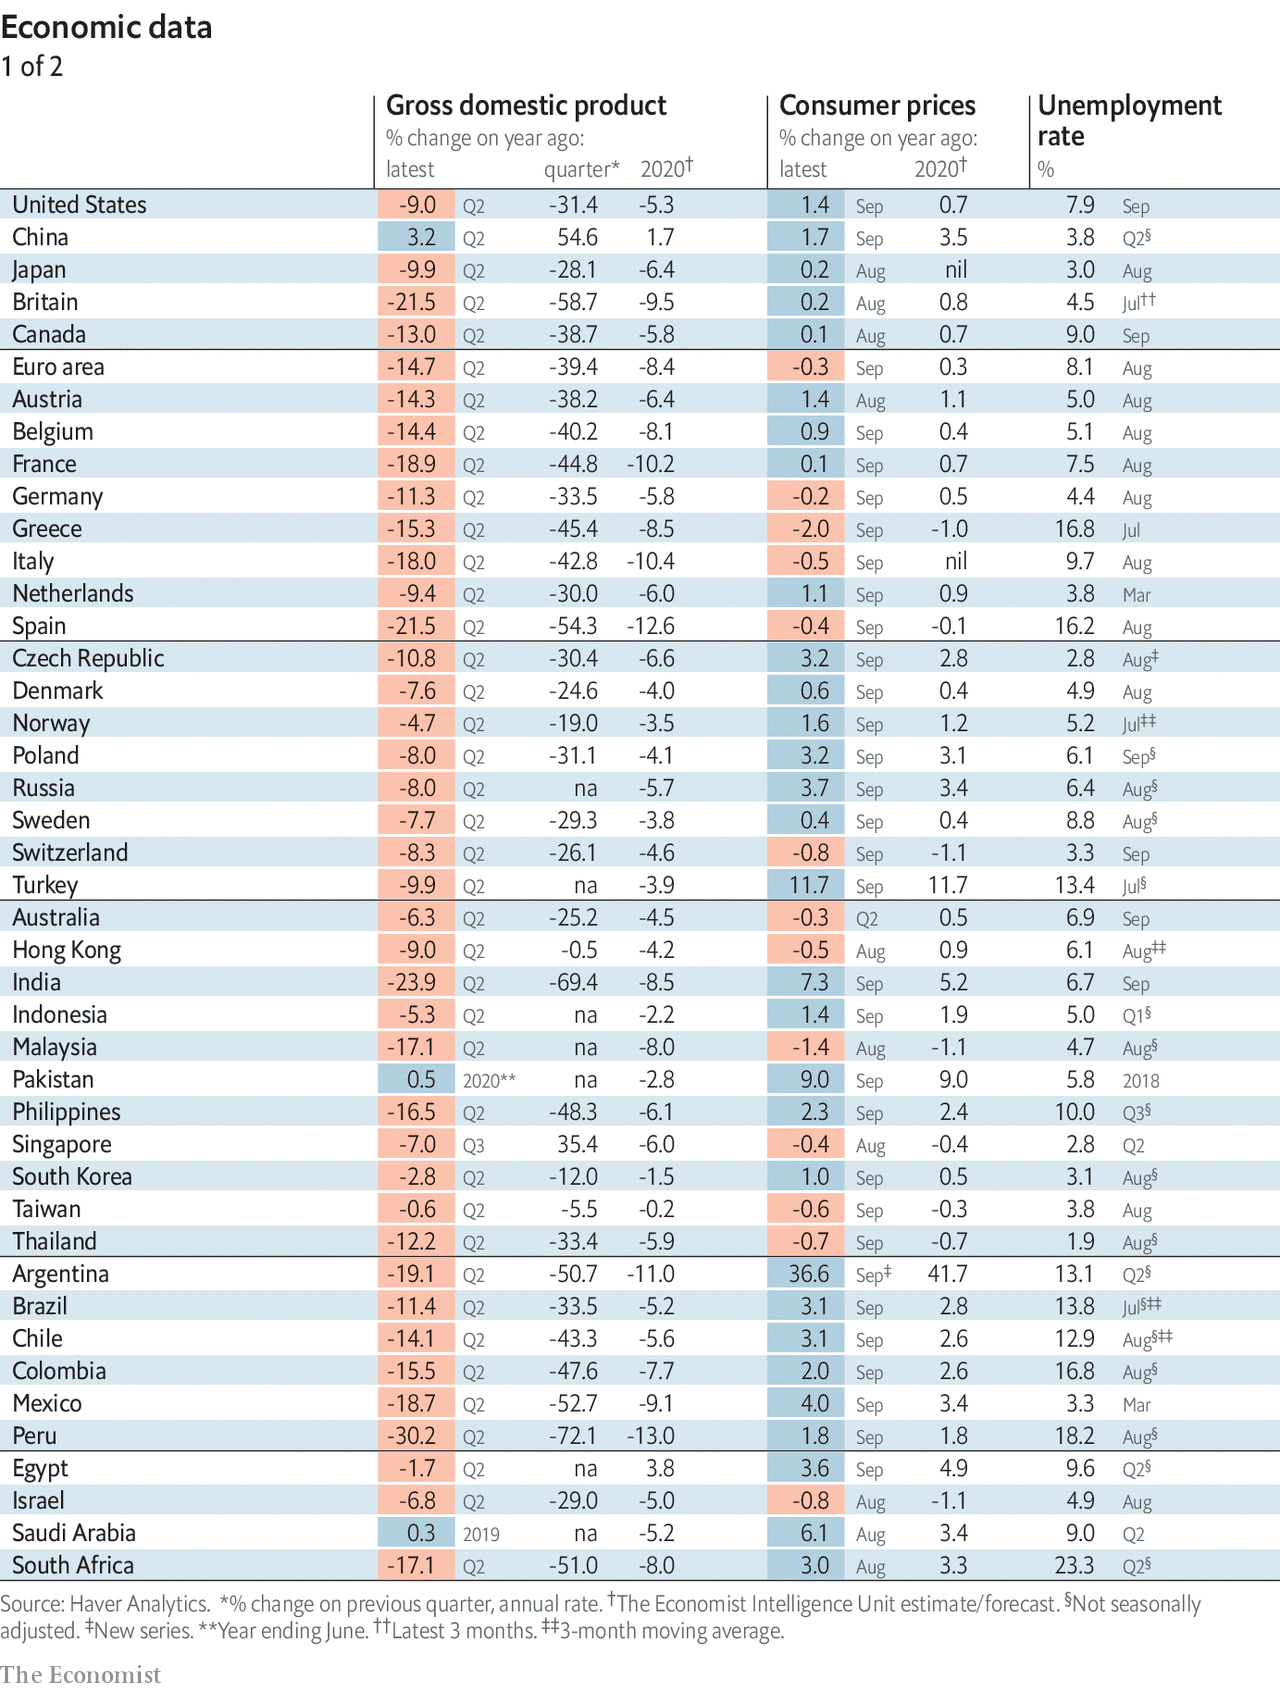 Economic data
1 of 2
Gross domestic product Consumer prices Unemployment
% change on year ago: % change on year ago: rate
latest quarter* 2020† latest 2020† %
United States -9.0 Q2 -31.4 -5.3 1.4 Sep 0.7 7.9 Sep
China 3.2 Q2 54.6 1.7 1.7 Sep 3.5 3.8 Q2§
Japan -9.9 Q2 -28.1 -6.4 0.2 Aug nil 3.0 Aug
Britain -21.5 Q2 -58.7 -9.5 0.2 Aug 0.8 4.5 Jul††
Canada -13.0 Q2 -38.7 -5.8 0.1 Aug 0.7 9.0 Sep
Euro area -14.7 Q2 -39.4 -8.4 -0.3 Sep 0.3 8.1 Aug
Austria -14.3 Q2 -38.2 -6.4 1.4 Aug 1.1 5.0 Aug
Belgium -14.4 Q2 -40.2 -8.1 0.9 Sep 0.4 5.1 Aug
France -18.9 Q2 -44.8 -10.2 0.1 Sep 0.7 7.5 Aug
Germany -11.3 Q2 -33.5 -5.8 -0.2 Sep 0.5 4.4 Aug
Greece -15.3 Q2 -45.4 -8.5 -2.0 Sep -1.0 16.8 Jul
Italy -18.0 Q2 -42.8 -10.4 -0.5 Sep nil 9.7 Aug
Netherlands -9.4 Q2 -30.0 -6.0 1.1 Sep 0.9 3.8 Mar
Spain -21.5 Q2 -54.3 -12.6 -0.4 Sep -0.1 16.2 Aug
Czech Republic -10.8 Q2 -30.4 -6.6 3.2 Sep 2.8 2.8 Aug‡
Denmark -7.6 Q2 -24.6 -4.0 0.6 Sep 0.4 4.9 Aug
Norway -4.7 Q2 -19.0 -3.5 1.6 Sep 1.2 5.2 Jul‡‡
Poland -8.0 Q2 -31.1 -4.1 3.2 Sep 3.1 6.1 Sep§
Russia -8.0 Q2 na -5.7 3.7 Sep 3.4 6.4 Aug§
Sweden -7.7 Q2 -29.3 -3.8 0.4 Sep 0.4 8.8 Aug§
Switzerland -8.3 Q2 -26.1 -4.6 -0.8 Sep -1.1 3.3 Sep
Turkey -9.9 Q2 na -3.9 11.7 Sep 11.7 13.4 Jul§
Australia -6.3 Q2 -25.2 -4.5 -0.3 Q2 0.5 6.9 Sep
Hong Kong -9.0 Q2 -0.5 -4.2 -0.5 Aug 0.9 6.1 Aug‡‡
India -23.9 Q2 -69.4 -8.5 7.3 Sep 5.2 6.7 Sep
Indonesia -5.3 Q2 na -2.2 1.4 Sep 1.9 5.0 Q1§
Malaysia -17.1 Q2 na -8.0 -1.4 Aug -1.1 4.7 Aug§
Pakistan 0.5 2020** na -2.8 9.0 Sep 9.0 5.8 2018
Philippines -16.5 Q2 -48.3 -6.1 2.3 Sep 2.4 10.0 Q3§
Singapore -7.0 Q3 35.4 -6.0 -0.4 Aug -0.4 2.8 Q2
South Korea -2.8 Q2 -12.0 -1.5 1.0 Sep 0.5 3.1 Aug§
Taiwan -0.6 Q2 -5.5 -0.2 -0.6 Sep -0.3 3.8 Aug
Thailand -12.2 Q2 -33.4 -5.9 -0.7 Sep -0.7 1.9 Aug§
Argentina -19.1 Q2 -50.7 -11.0 36.6 Sep‡ 41.7 13.1 Q2§
Brazil -11.4 Q2 -33.5 -5.2 3.1 Sep 2.8 13.8 Jul§‡‡
Chile -14.1 Q2 -43.3 -5.6 3.1 Sep 2.6 12.9 Aug§‡‡
Colombia -15.5 Q2 -47.6 -7.7 2.0 Sep 2.6 16.8 Aug§
Mexico -18.7 Q2 -52.7 -9.1 4.0 Sep 3.4 3.3 Mar
Peru -30.2 Q2 -72.1 -13.0 1.8 Sep 1.8 18.2 Aug§
Egypt -1.7 Q2 na 3.8 3.6 Sep 4.9 9.6 Q2§
Israel -6.8 Q2 -29.0 -5.0 -0.8 Aug -1.1 4.9 Aug
Saudi Arabia 0.3 2019 na -5.2 6.1 Aug 3.4 9.0 Q2
South Africa -17.1 Q2 -51.0 -8.0 3.0 Aug 3.3 23.3 Q2§
Source: Haver Analytics. *% change on previous quarter, annual rate. †The Economist Intelligence Unit estimate/forecast. §Not seasonally
adjusted. ‡New series. **Year ending June. ††Latest 3 months. ‡‡3-month moving average.
The Economist